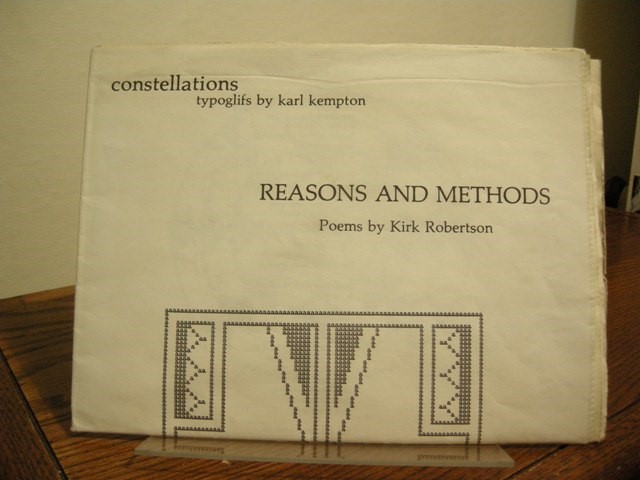 constellations
typoglifs by karl kempton
REASONS AND METHODS
Poems by Kirk Robertson